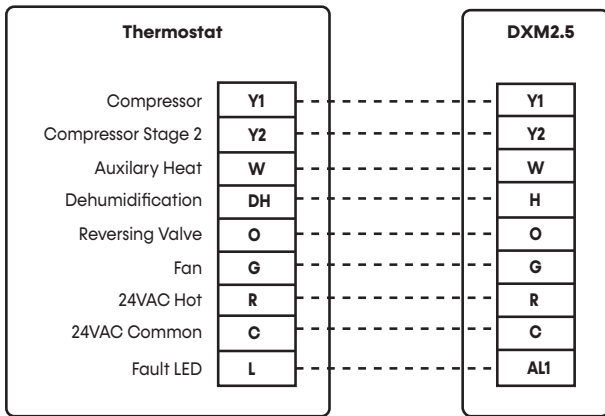 Thermostat DXM2.5
Compressor Y1 Y1
Compressor Stage 2 Y2 Y2
Auxilary Heat W W
Dehumidification DH H
Reversing Valve O O
Fan G G
24VAC Hot R R
24VAC Common C C
Fault LED L AL1